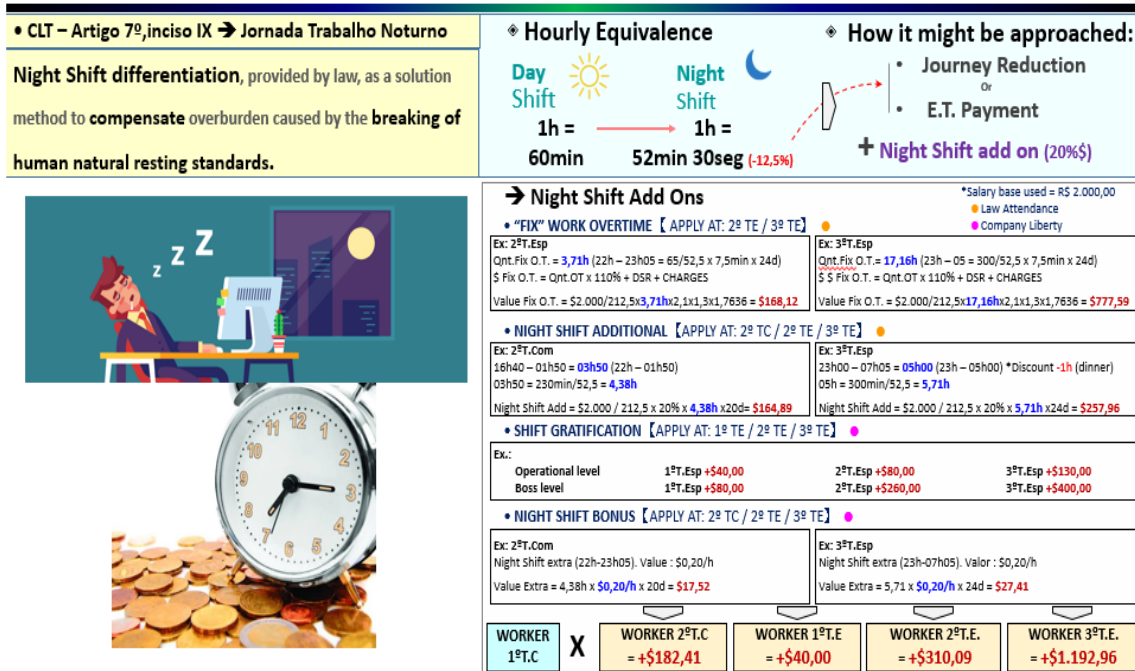 • CLT – Artigo 7º,inciso IX ➔ Jornada Trabalho Noturno
Night Shift differentiation, provided by law, as a solution
method to compensate overburden caused by the breaking of
human natural resting standards.
Hourly Equivalence
Day
Shift
1h =
60min
Night
Shift
1h =
52min 30seg (-12,5%)
How it might be approached:
• Journey Reduction
Or
• E.T. Payment
+ Night Shift add on (20%$)
z z Z
➔ Night Shift Add Ons
*Salary base used = R$ 2.000,00
Law Attendance
Company Liberty
• "FIX" WORK OVERTIME【 APPLY AT: 2º TE / 3º TE】
Ex: 2ºT.Esp
Qnt.Fix O.T. = 3,71h (22h – 23h05 = 65/52,5 x 7,5min x 24d)
$ Fix O.T. = Qnt.OT x 110% + DSR + CHARGES
Value Fix O.T. = $2.000/212,5x3,71hx2,1x1,3x1,7636 = $168,12
Ex: 3ºT.Esp
Qnt.Fix O.T.= 17,16h (23h – 05 = 300/52,5 x 7,5min x 24d)
$ $ Fix O.T. = Qnt.OT x 110% + DSR + CHARGES
Value Fix O.T. = $2.000/212,5x17,16hx2,1x1,3x1,7636 = $777,59
• NIGHT SHIFT ADDITIONAL【APPLY AT: 2º TC / 2º TE / 3º TE】
Ex: 2ºT.Com
16h40 – 01h50 = 03h50 (22h – 01h50)
03h50 = 230min/52,5 = 4,38h
Night Shift Add = $2.000 / 212,5 x 20% x 4,38h x20d= $164,89
Ex: 3ºT.Esp
23h00 – 07h05 = 05h00 (23h – 05h00) *Discount -1h (dinner)
05h = 300min/52,5 = 5,71h
Night Shift Add = $2.000 / 212,5 x 20% x 5,71h x24d = $257,96
• SHIFT GRATIFICATION【APPLY AT: 1º TE / 2º TE / 3º TE】
Ex.:
Operational level 1ºT.Esp +$40,00 2ºT.Esp +$80,00 3ºT.Esp +$130,00
Boss level 1ºT.Esp +$80,00 2ºT.Esp +$260,00 3ºT.Esp +$400,00
• NIGHT SHIFT BONUS【APPLY AT: 2º TC / 2º TE / 3º TE】
Ex: 2ºT.Com
Night Shift extra (22h-23h05). Value : $0,20/h
Value Extra = 4,38h x $0,20/h x 20d = $17,52
Ex: 3ºT.Esp
Night Shift extra (23h-07h05). Valor : $0,20/h
Value Extra = 5,71 x $0,20/h x 24d = $27,41
WORKER
1ºT.C
X
WORKER 2ºT.C
= +$182,41
WORKER 1ºT.E
= +$40,00
WORKER 2ºT.E.
= +$310,09
WORKER 3ºT.E.
= +$1.192,96
11 12 1
10 2
9 3
8 4
7 6 5